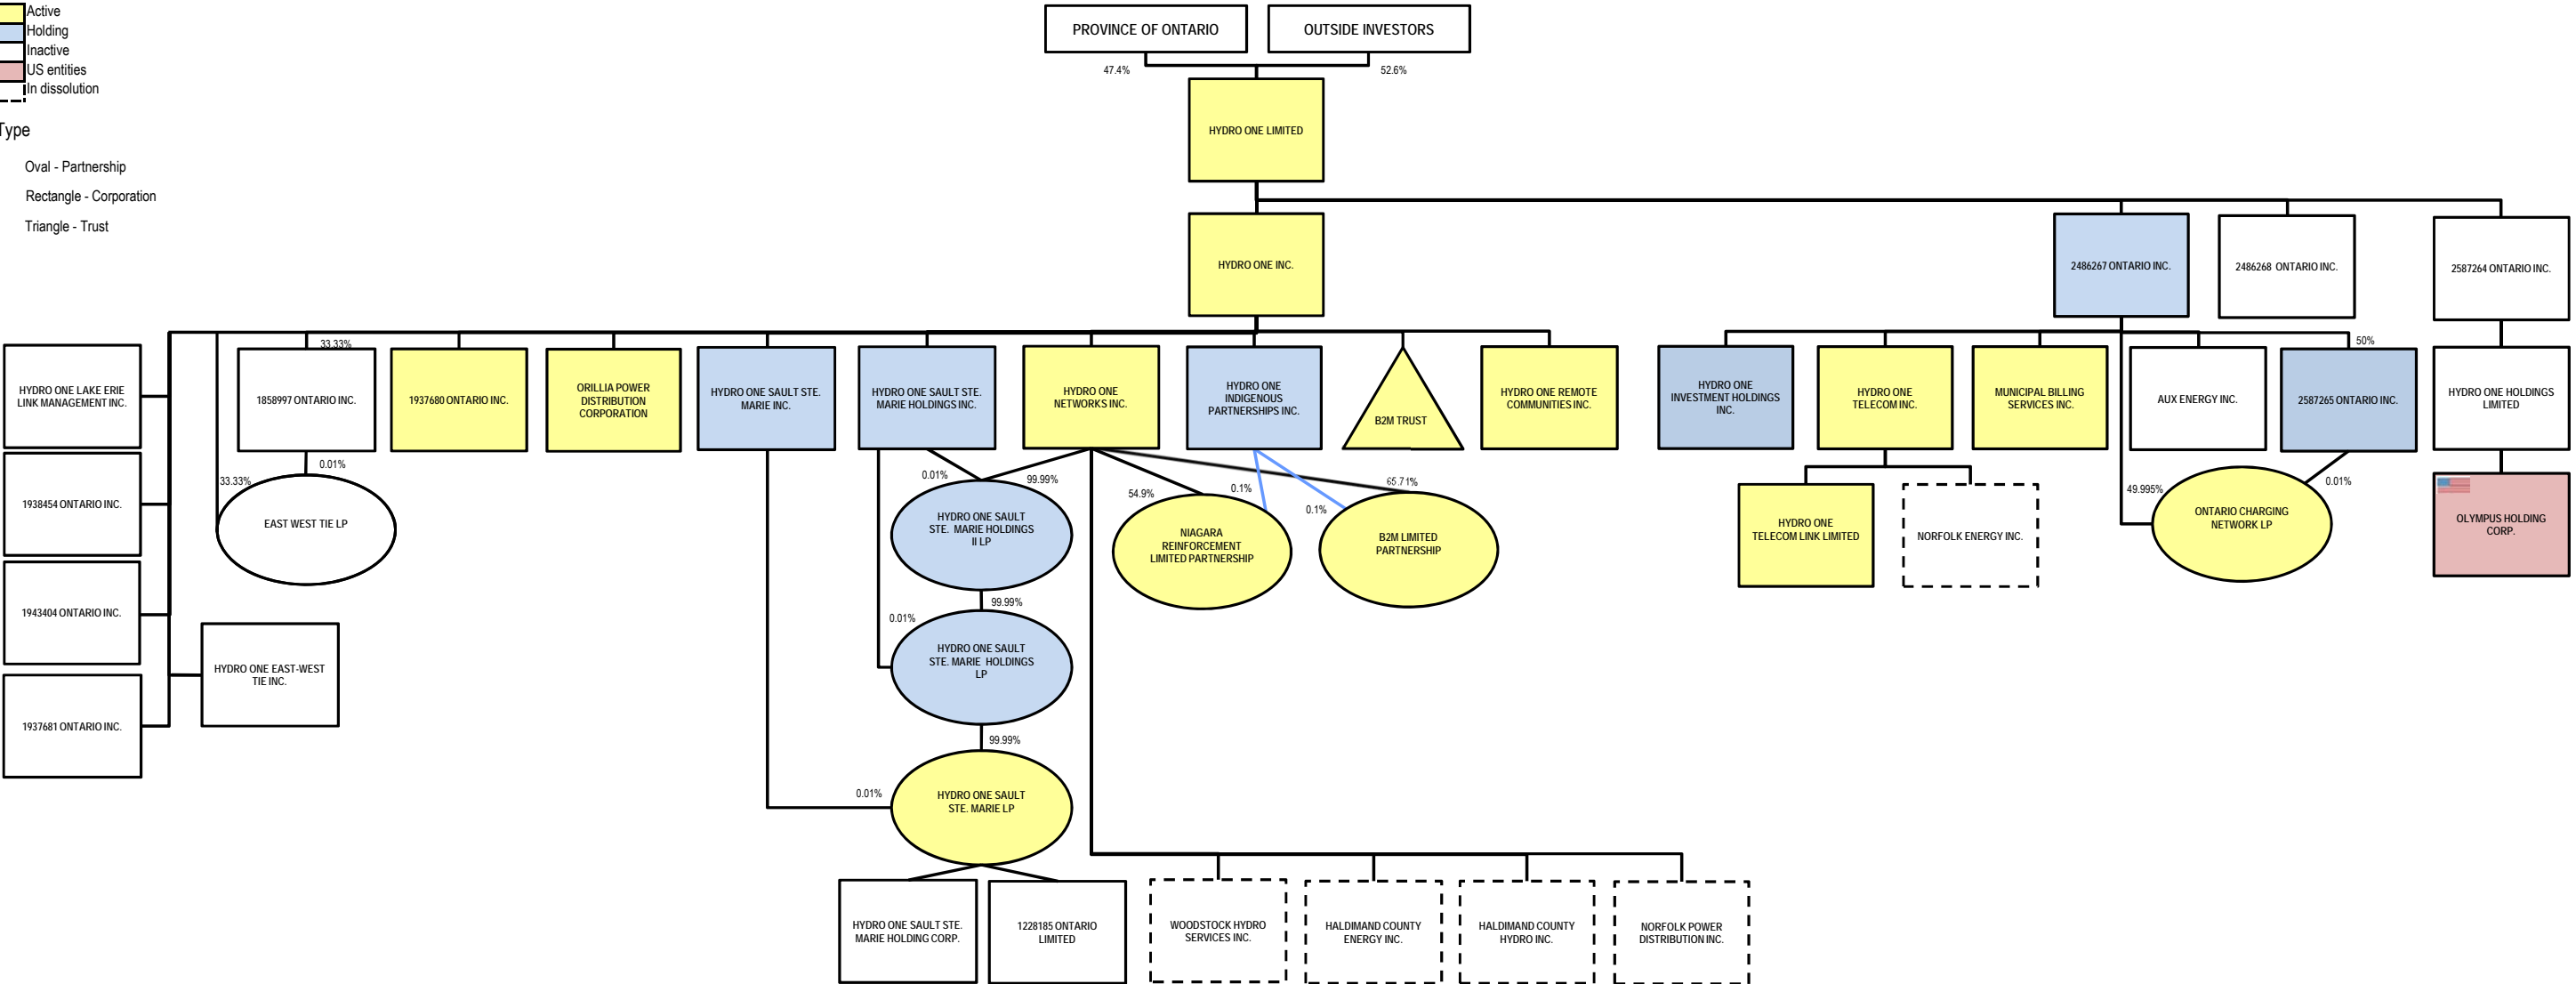 Active
Holding
Inactive
US entities
In dissolution
Type
Oval - Partnership
Rectangle - Corporation
Triangle - Trust
PROVINCE OF ONTARIO
OUTSIDE INVESTORS
47.4%
52.6%
HYDRO ONE LIMITED
HYDRO ONE INC.
2486267 ONTARIO INC.
2486268 ONTARIO INC.
2587264 ONTARIO INC.
33.33%
50%
HYDRO ONE LAKE ERIE
LINK MANAGEMENT INC.
1858997 ONTARIO INC.
1937680 ONTARIO INC.
ORILLIA POWER
DISTRIBUTION
CORPORATION
HYDRO ONE SAULT STE.
MARIE INC.
HYDRO ONE SAULT STE.
MARIE HOLDINGS INC.
HYDRO ONE
NETWORKS INC.
HYDRO ONE
INDIGENOUS
PARTNERSHIPS INC.
B2M TRUST
HYDRO ONE REMOTE
COMMUNITIES INC.
HYDRO ONE
INVESTMENT HOLDINGS
INC.
HYDRO ONE
TELECOM INC.
MUNICIPAL BILLING
SERVICES INC.
AUX ENERGY INC.
2587265 ONTARIO INC.
HYDRO ONE HOLDINGS
LIMITED
0.01%
33.33%
0.01%
99.99%
54.9%
0.1%
0.1%
65.71%
49.995%
0.01%
1938454 ONTARIO INC.
EAST WEST TIE LP
HYDRO ONE SAULT
STE. MARIE HOLDINGS
II LP
NIAGARA
REINFORCEMENT
LIMITED PARTNERSHIP
B2M LIMITED
PARTNERSHIP
HYDRO ONE
TELECOM LINK LIMITED
NORFOLK ENERGY INC.
ONTARIO CHARGING
NETWORK LP
OLYMPUS HOLDING
CORP.
1943404 ONTARIO INC.
99.99%
0.01%
HYDRO ONE EAST-WEST
TIE INC.
HYDRO ONE SAULT
STE. MARIE HOLDINGS
LP
1937681 ONTARIO INC.
99.99%
0.01%
HYDRO ONE SAULT
STE. MARIE LP
HYDRO ONE SAULT STE.
MARIE HOLDING CORP.
1228185 ONTARIO
LIMITED
WOODSTOCK HYDRO
SERVICES INC.
HALDIMAND COUNTY
ENERGY INC.
HALDIMAND COUNTY
HYDRO INC.
NORFOLK POWER
DISTRIBUTION INC.